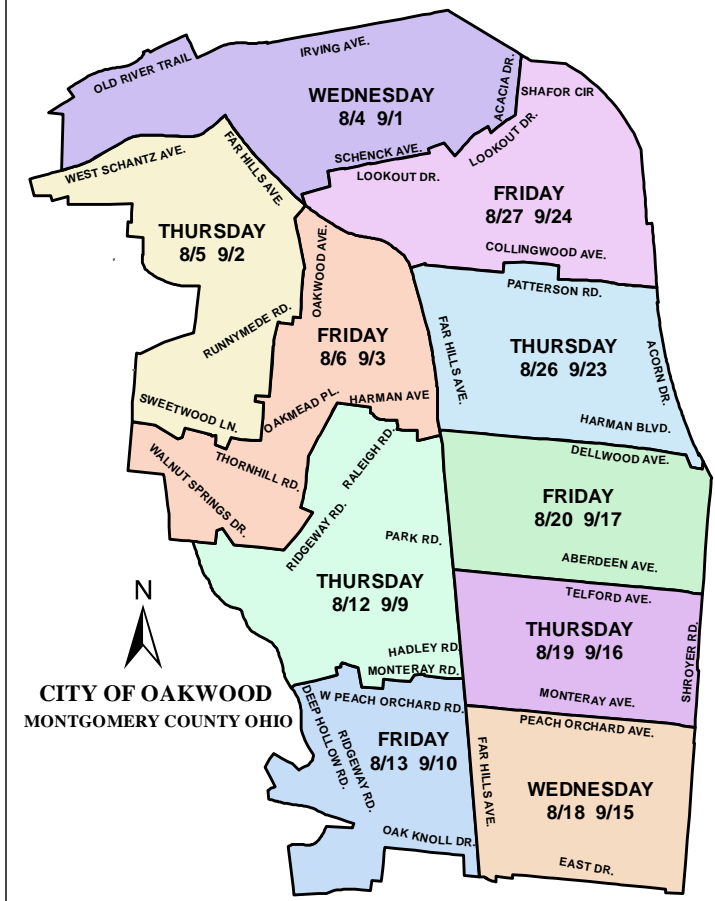 OLD RIVER TRAIL
IRVING AVE.
ACACIA DR.
WEDNESDAY
8/4 9/1
SCHENCK AVE.
SHAFOR CIR
LOOKOUT DR.
LOOKOUT DR.
FRIDAY
8/27 9/24
COLLINGWOOD AVE.
WEST SCHANTZ AVE.
FAR HILLS AVE.
THURSDAY
8/5 9/2
RUNNYMEDE RD.
SWEETWOOD LN.
OAKWOOD AVE.
FRIDAY
8/6 9/3
OAKMEAD PL.
HARMAN AVE
THORNHILL RD.
WALNUT SPRINGS DR.
PATTERSON RD.
FAR HILLS AVE.
THURSDAY
8/26 9/23
ACORN DR.
HARMAN BLVD.
DELLWOOD AVE.
FRIDAY
8/20 9/17
ABERDEEN AVE.
RALEIGH RD.
RIDGEWAY RD.
PARK RD.
THURSDAY
8/12 9/9
HADLEY RD.
MONTERAY RD.
TELFORD AVE.
THURSDAY
8/19 9/16
SHROYER RD.
MONTERAY AVE.
W PEACH ORCHARD RD.
DEEP HOLLOW RD.
RIDGEWAY RD.
FRIDAY
8/13 9/10
OAK KNOLL DR.
PEACH ORCHARD AVE.
FAR HILLS AVE.
WEDNESDAY
8/18 9/15
EAST DR.
N
CITY OF OAKWOOD
MONTGOMERY COUNTY OHIO